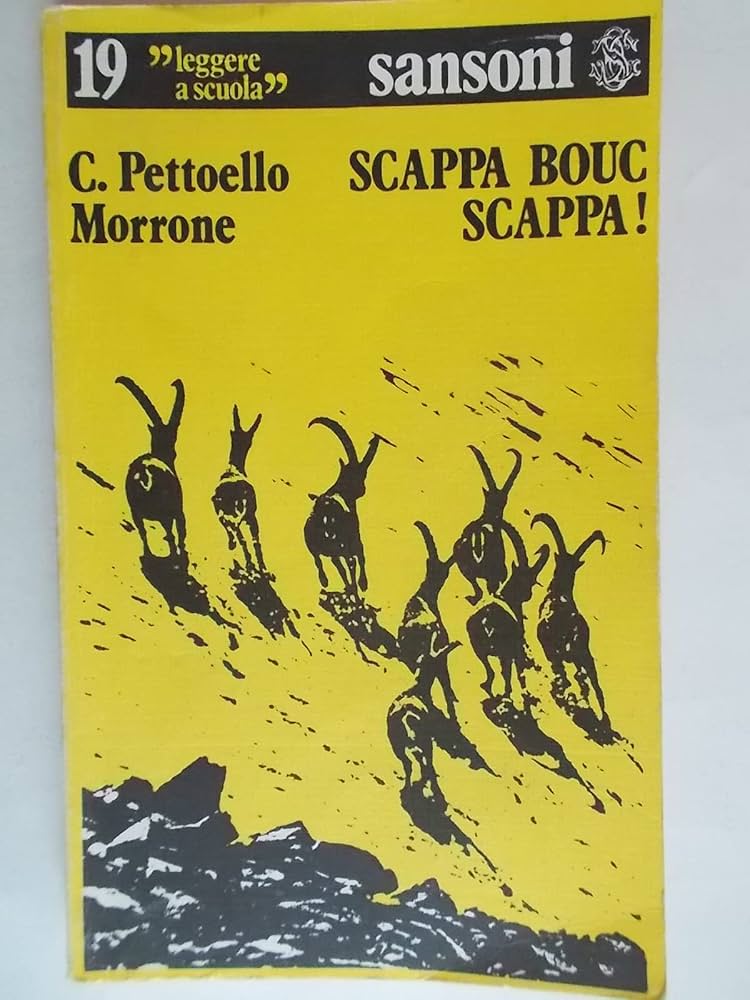 19 ”leggere
a scuola”
sansoni
C. Pettoello
Morrone
SCAPPA BOUC
SCAPPA!